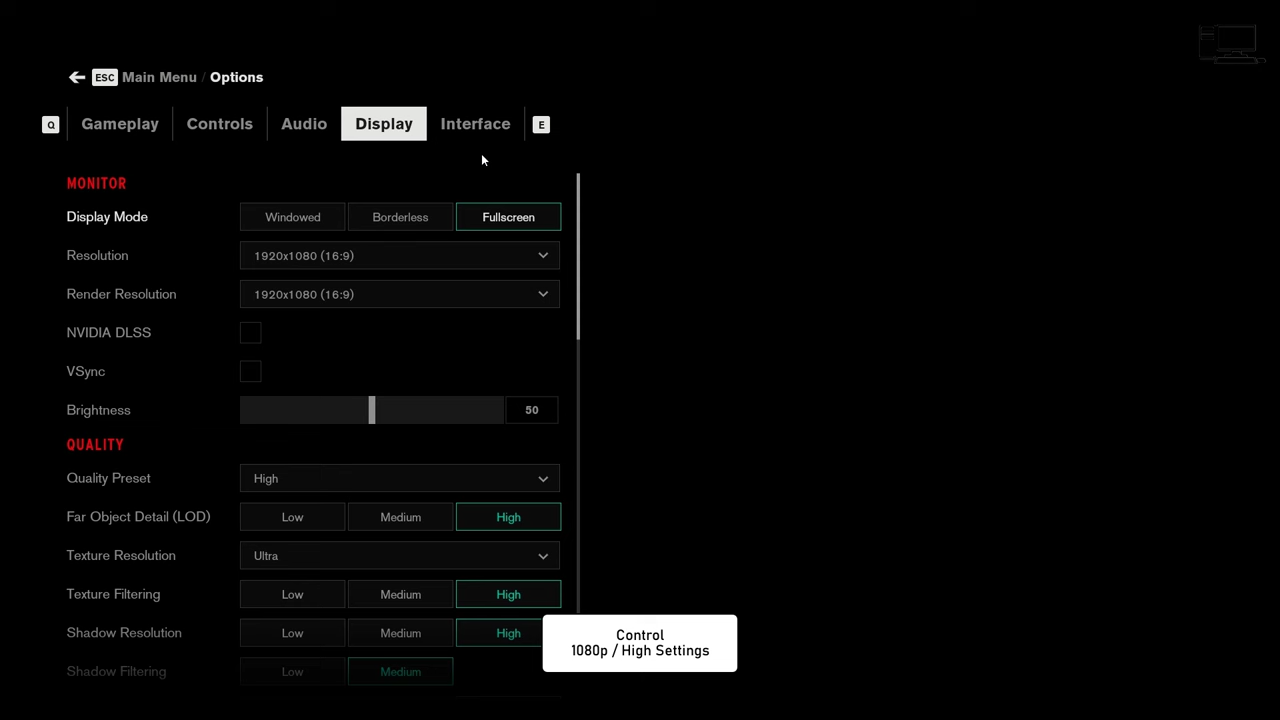 ESC Main Menu / Options
Q Gameplay Controls Audio Display Interface E
MONITOR
Display Mode Windowed Borderless Fullscreen
Resolution 1920x1080 (16:9)
Render Resolution 1920x1080 (16:9)
NVIDIA DLSS
VSync
Brightness 50
QUALITY
Quality Preset High
Far Object Detail (LOD) Low Medium High
Texture Resolution Ultra
Texture Filtering Low Medium High
Shadow Resolution Low Medium High
Shadow Filtering Low Medium
Control
1080p / High Settings